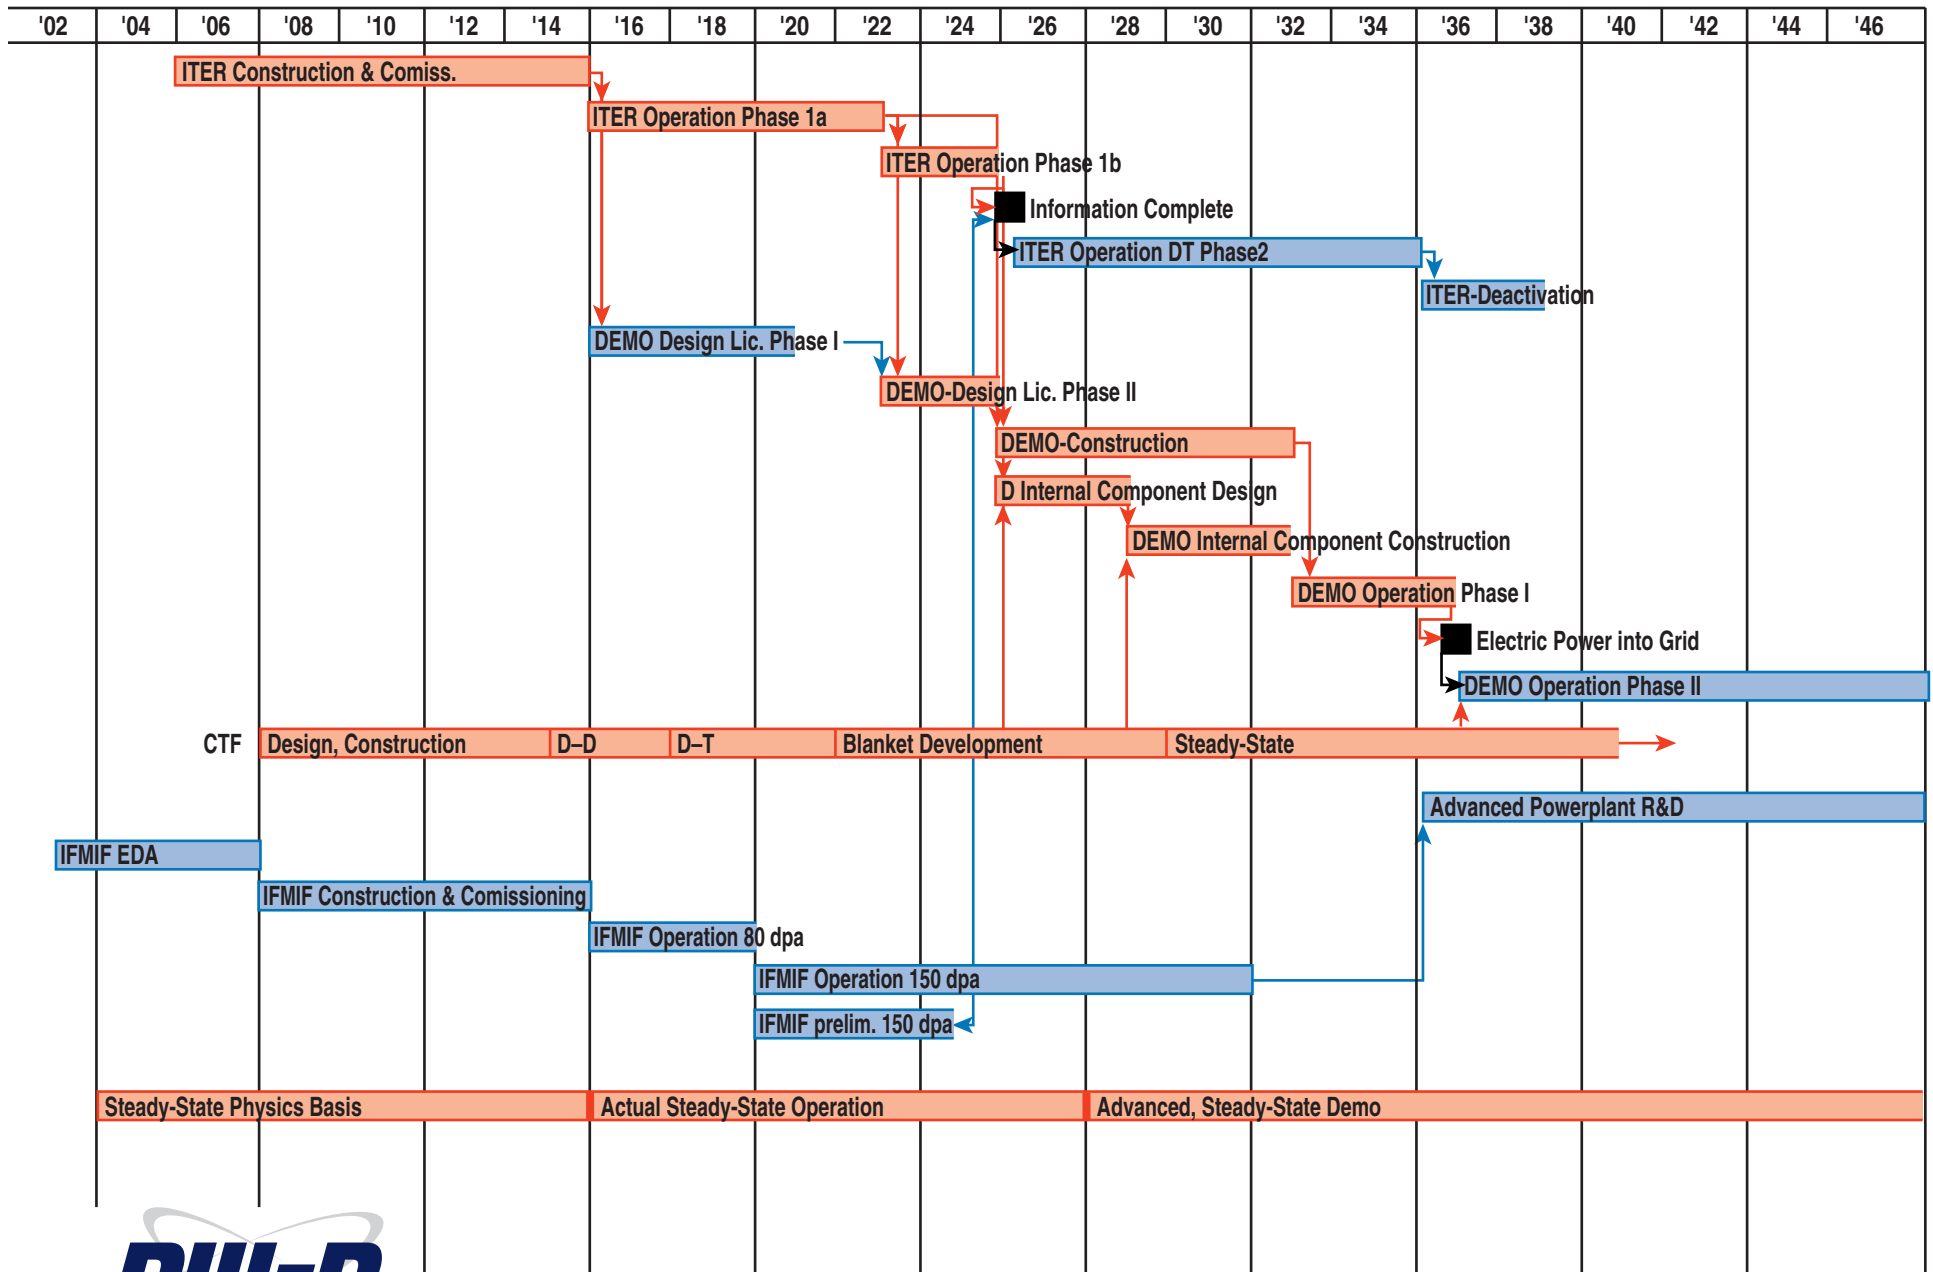 '02 '04 '06 '08 '10 '12 '14 '16 '18 '20 '22 '24 '26 '28 '30 '32 '34 '36 '38 '40 '42 '44 '46
ITER Construction & Comiss.
ITER Operation Phase 1a
ITER Operation Phase 1b
Information Complete
ITER Operation DT Phase2
ITER-Deactivation
DEMO Design Lic. Phase I
DEMO-Design Lic. Phase II
DEMO-Construction
D Internal Component Design
DEMO Internal Component Construction
DEMO Operation Phase I
Electric Power into Grid
DEMO Operation Phase II
CTF Design, Construction D–D D–T Blanket Development Steady-State
Advanced Powerplant R&D
IFMIF EDA
IFMIF Construction & Comissioning
IFMIF Operation 80 dpa
IFMIF Operation 150 dpa
IFMIF prelim. 150 dpa
Steady-State Physics Basis Actual Steady-State Operation Advanced, Steady-State Demo